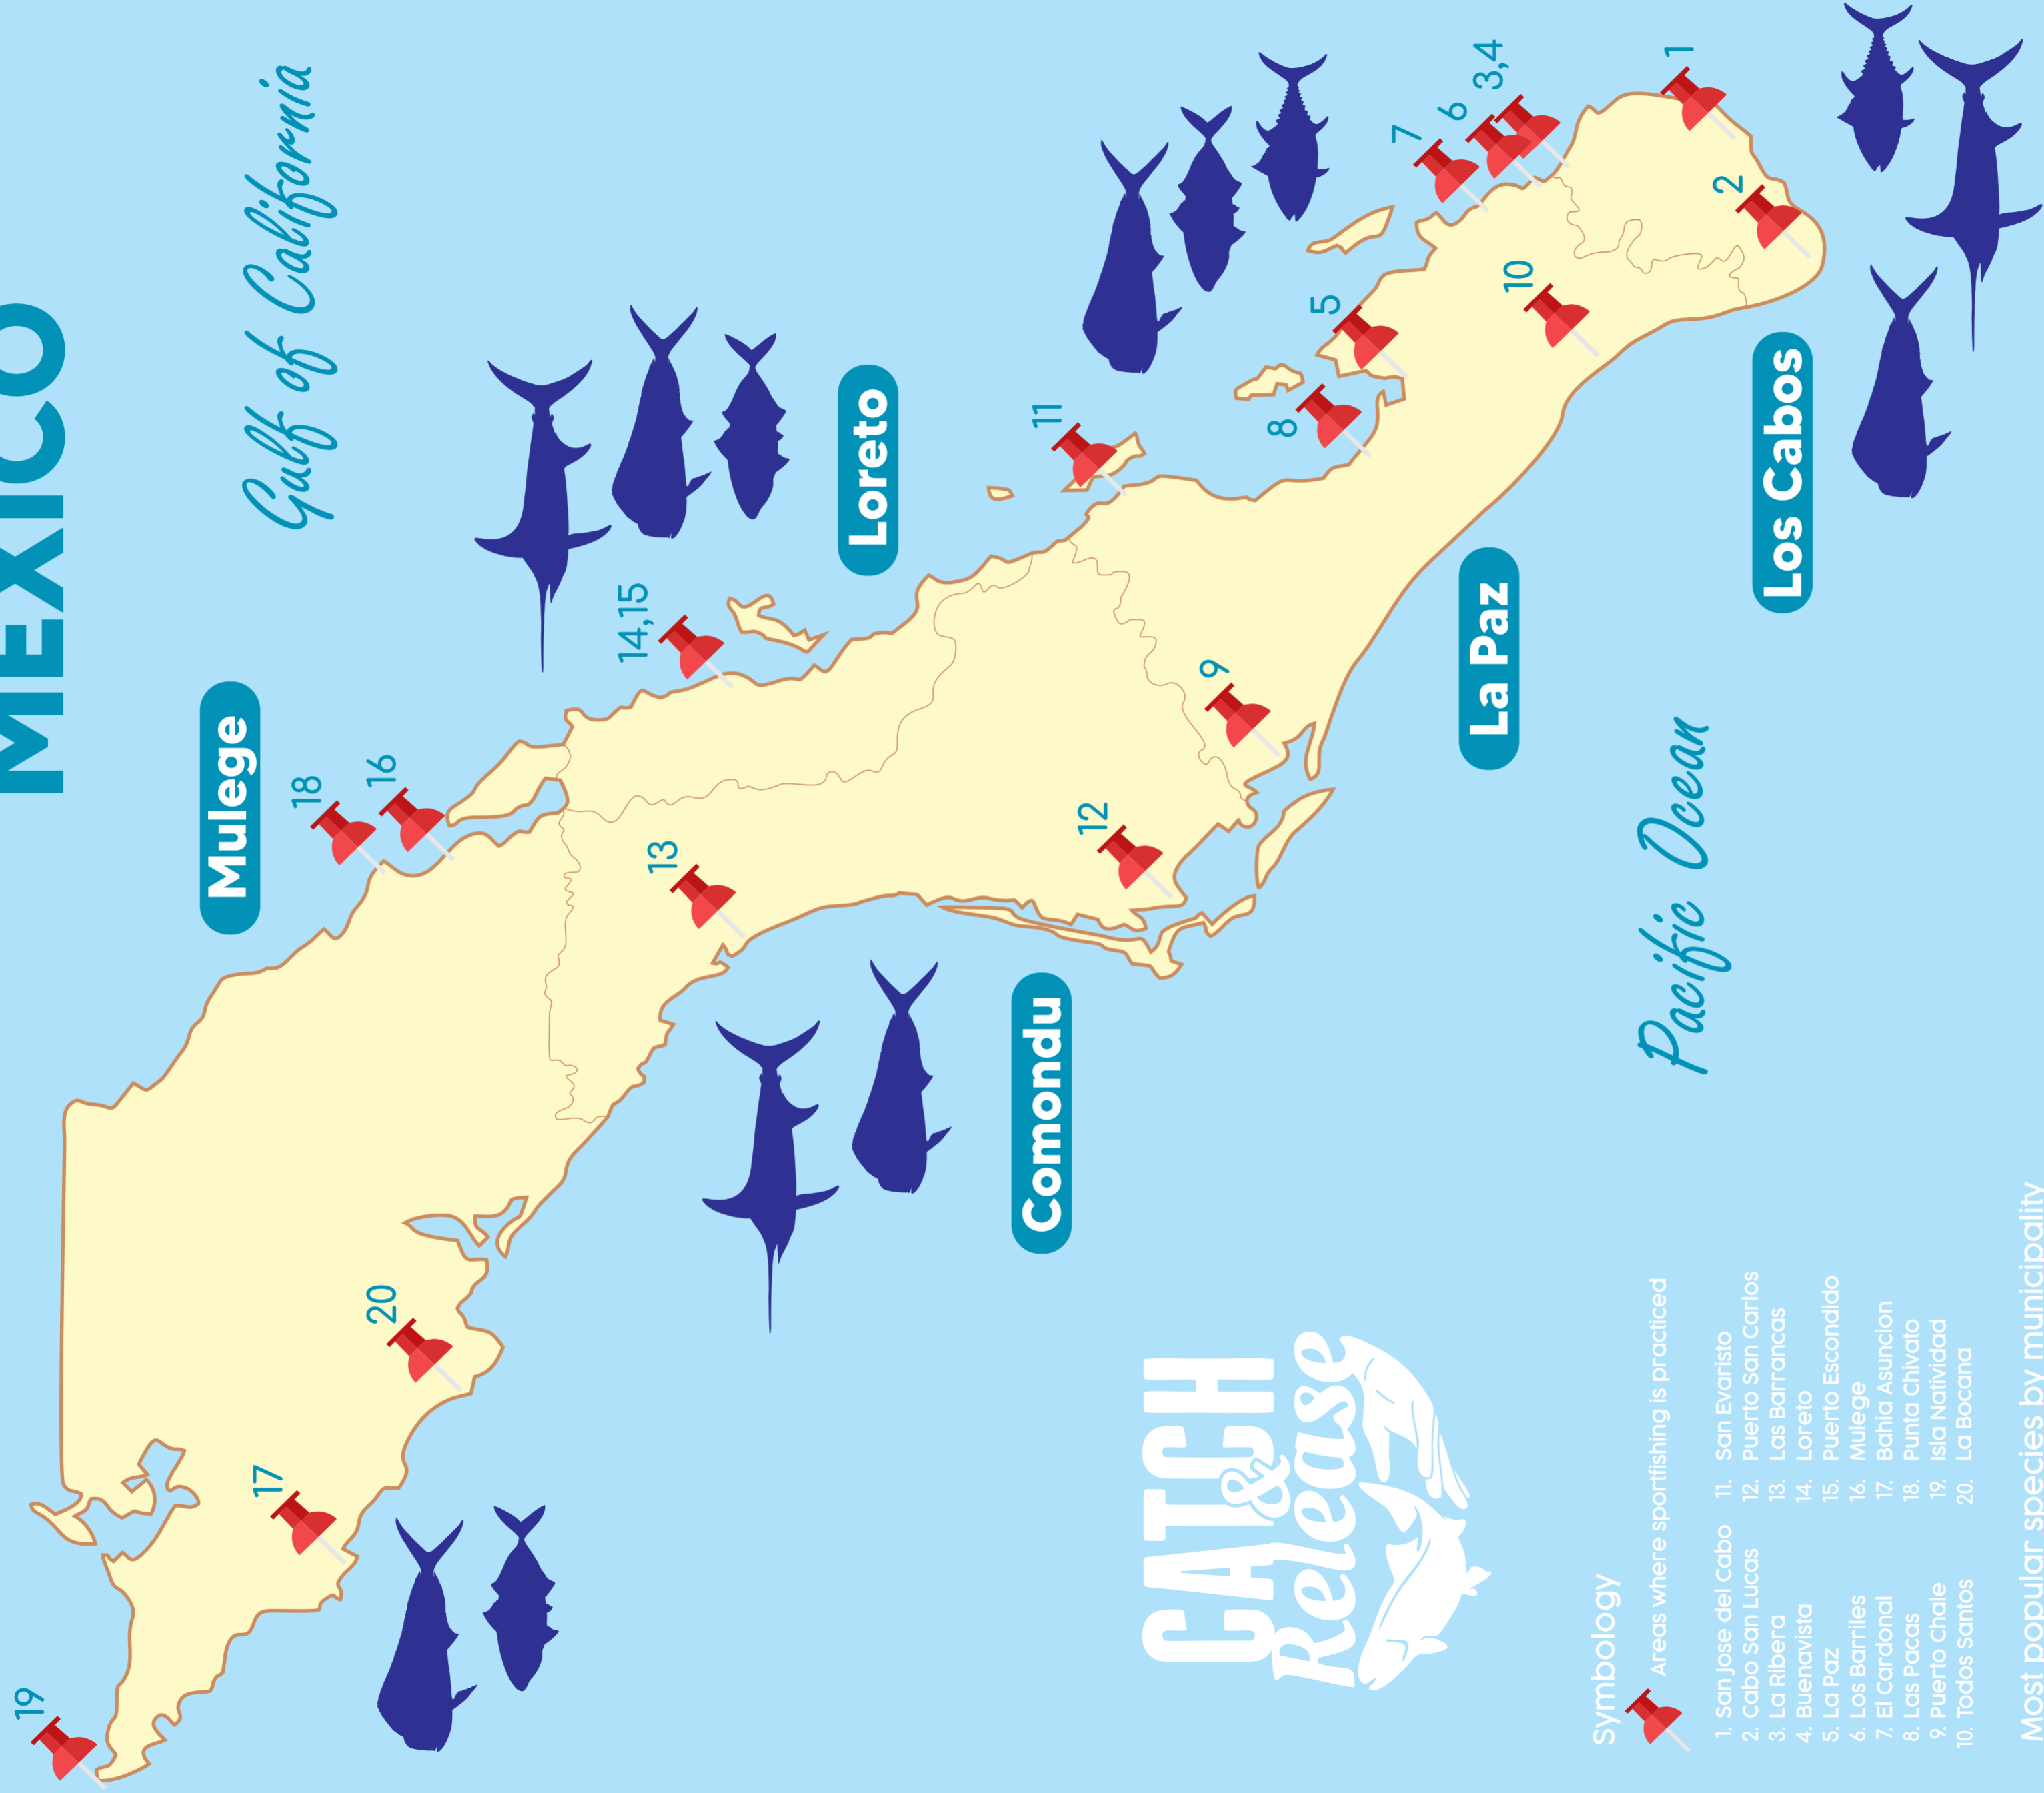 MEXICO
Gulf of California
Mulege
18
16
14,15
Loreto
11
8
5
7
6
3,4
1
2
10
13
12
9
19
17
20
Comondu
La Paz
Los Cabos
Pacific Ocean
CATCH
&
Release
Symbology
Areas where sportfishing is practiced
1. San Jose del Cabo
2. Cabo San Lucas
3. La Ribera
4. Buenavista
5. La Paz
6. Los Barriles
7. El Cardonal
8. Las Pacas
9. Puerto Chale
10. Todos Santos
11. San Evaristo
12. Puerto San Carlos
13. Las Barrancas
14. Loreto
15. Puerto Escondido
16. Mulege
17. Bahia Asuncion
18. Punta Chivato
19. Isla Natividad
20. La Bocana
Most popular species by municipality